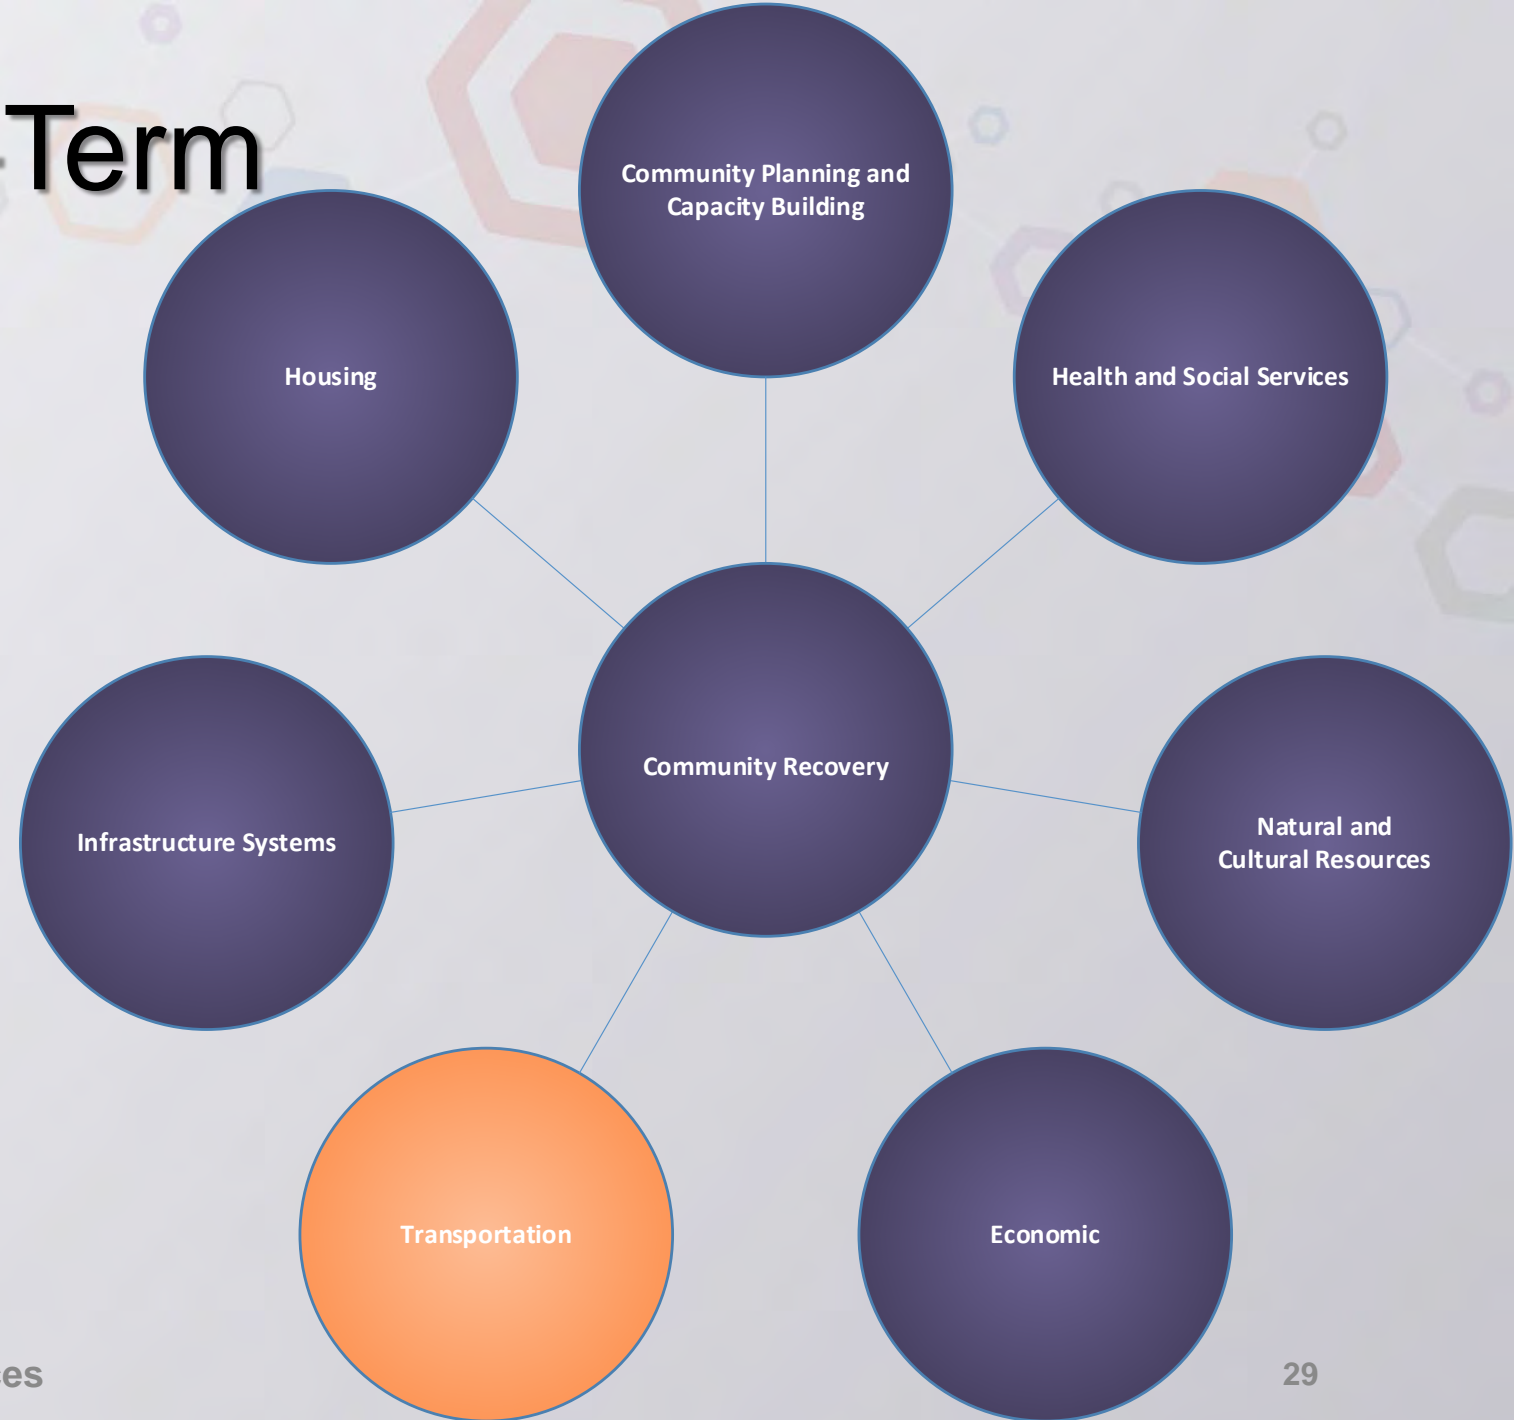 -Term
Community Planning and
Capacity Building
Housing
Health and Social Services
Community Recovery
Infrastructure Systems
Natural and
Cultural Resources
Transportation
Economic
29